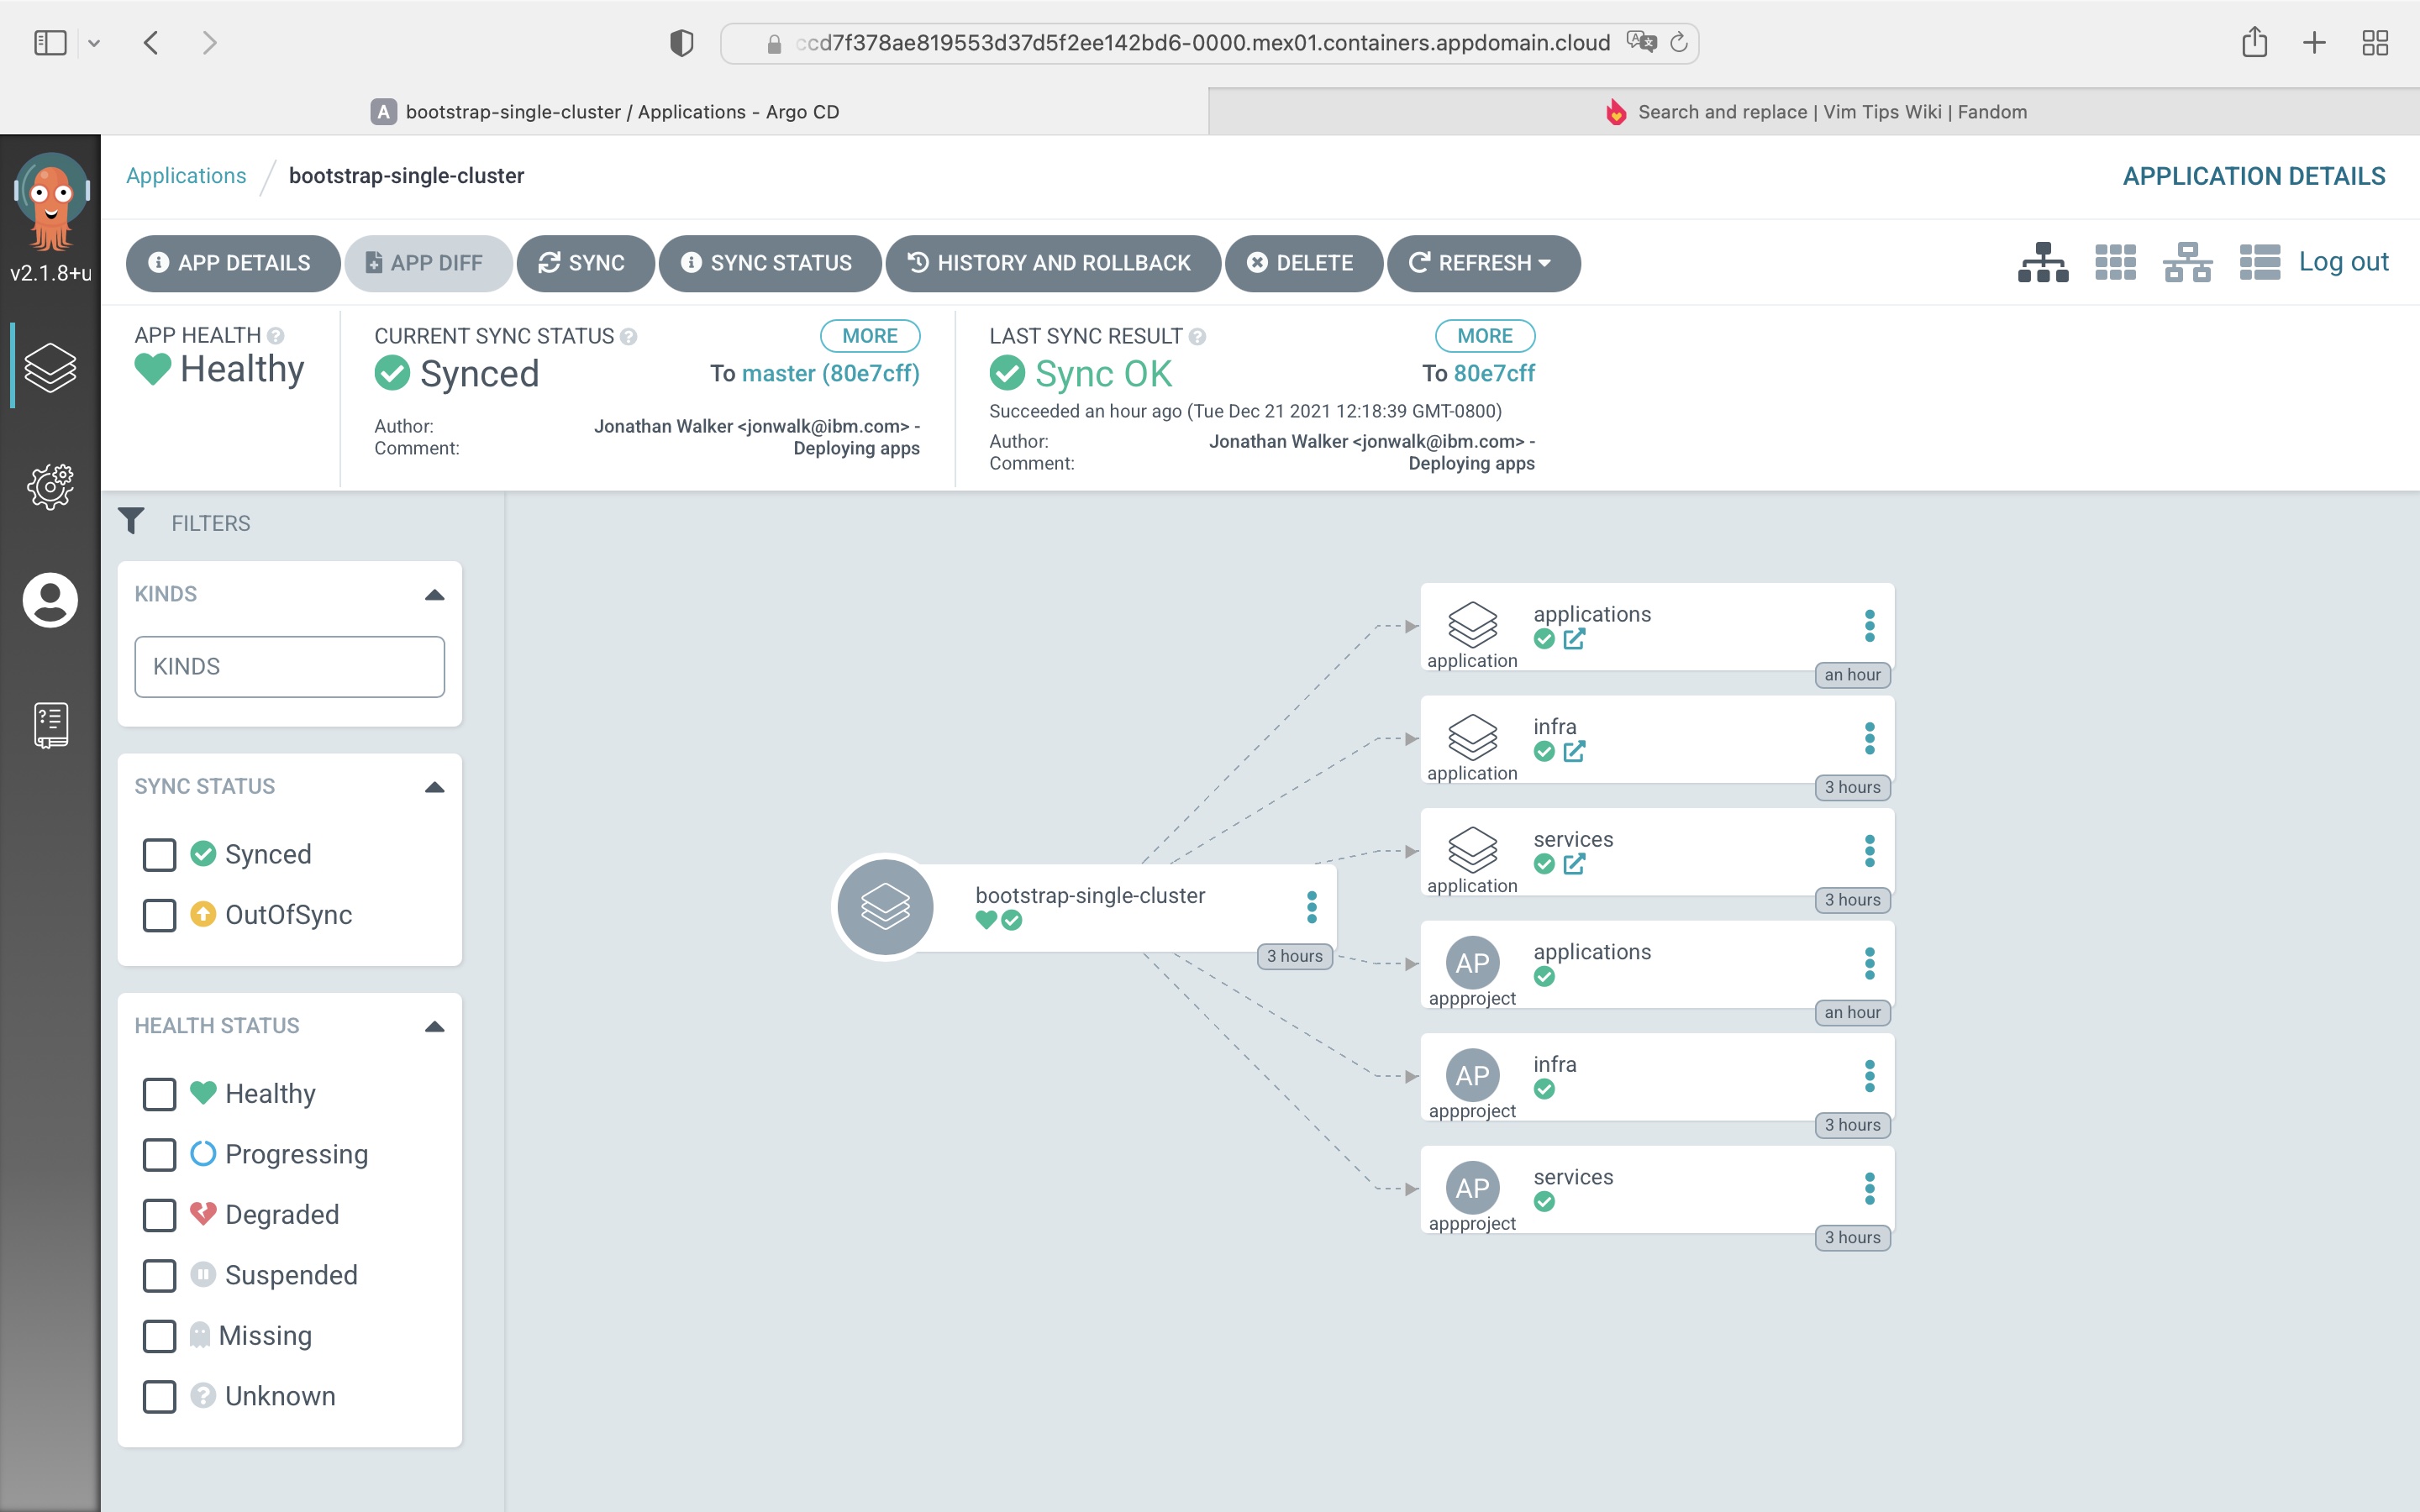 ccd7f378ae819553d37d5f2ee142bd6-0000.mex01.containers.appdomain.cloud
A bootstrap-single-cluster / Applications - Argo CD
Search and replace | Vim Tips Wiki | Fandom
v2.1.8+u
Applications / bootstrap-single-cluster
APPLICATION DETAILS
APP DETAILS APP DIFF SYNC SYNC STATUS HISTORY AND ROLLBACK DELETE REFRESH Log out
APP HEALTH
Healthy
CURRENT SYNC STATUS MORE
Synced To master (80e7cff)
Author: Jonathan Walker <jonwalk@ibm.com> -
Comment: Deploying apps
LAST SYNC RESULT MORE
Sync OK To 80e7cff
Succeeded an hour ago (Tue Dec 21 2021 12:18:39 GMT-0800)
Author: Jonathan Walker <jonwalk@ibm.com> -
Comment: Deploying apps
FILTERS
KINDS
KINDS
SYNC STATUS
Synced
OutOfSync
HEALTH STATUS
Healthy
Progressing
Degraded
Suspended
Missing
Unknown
bootstrap-single-cluster
3 hours
applications
application
an hour
infra
application
3 hours
services
application
3 hours
AP applications
appproject
an hour
AP infra
appproject
3 hours
AP services
appproject
3 hours